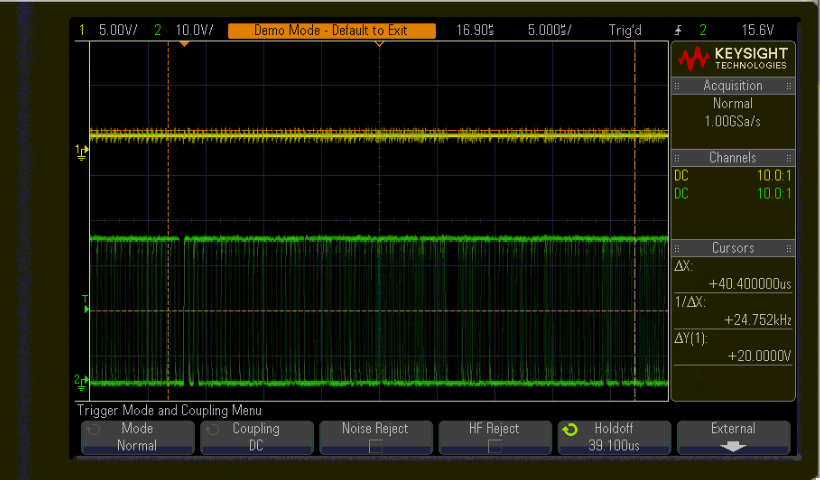 1 5.00V/ 2 10.0V/ Demo Mode - Default to Exit 16.90µs 5.000µs/ Trig'd 2 15.6V
KEYSIGHT
TECHNOLOGIES
Acquisition
Normal
1.00GSa/s
Channels
DC 10.0:1
DC 10.0:1
Cursors
ΔX:
+40.400000us
1/ΔX:
+24.752kHz
ΔY(1):
+20.0000V
1
T
2
Trigger Mode and Coupling Menu
Mode Coupling Noise Reject HF Reject Holdoff External
Normal DC 39.100us